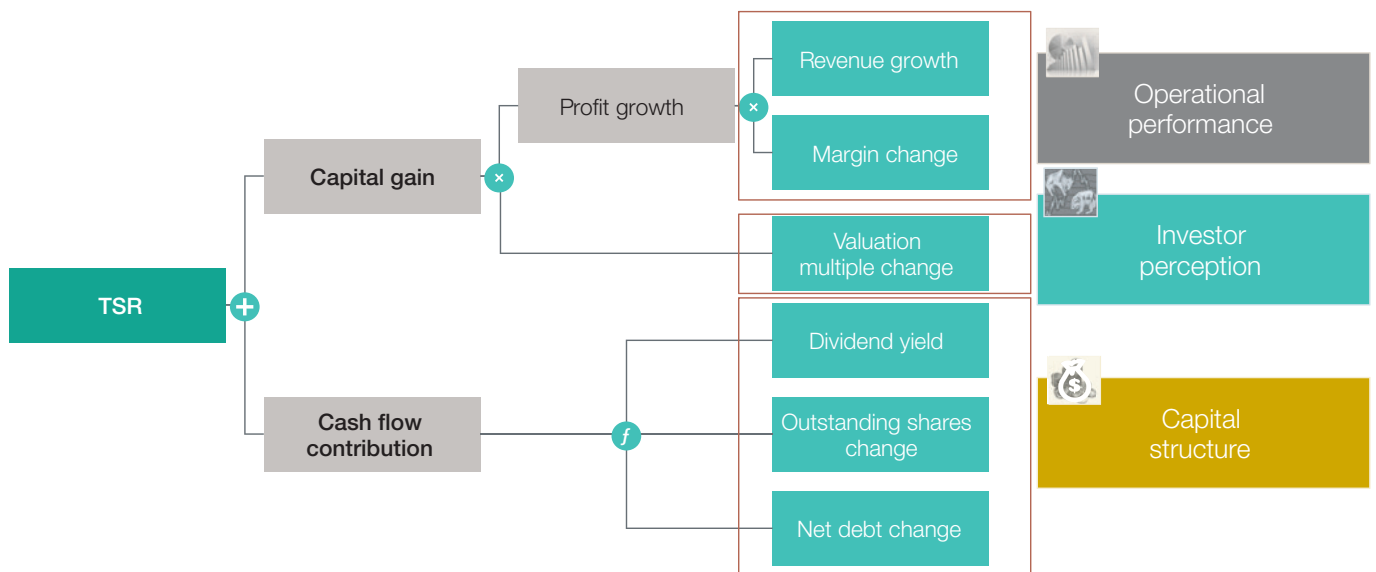 TSR
+
Capital gain
×
Profit growth
×
Revenue growth
Margin change
Valuation
multiple change
Cash flow
contribution
f
Dividend yield
Outstanding shares
change
Net debt change
Operational
performance
Investor
perception
$
Capital
structure